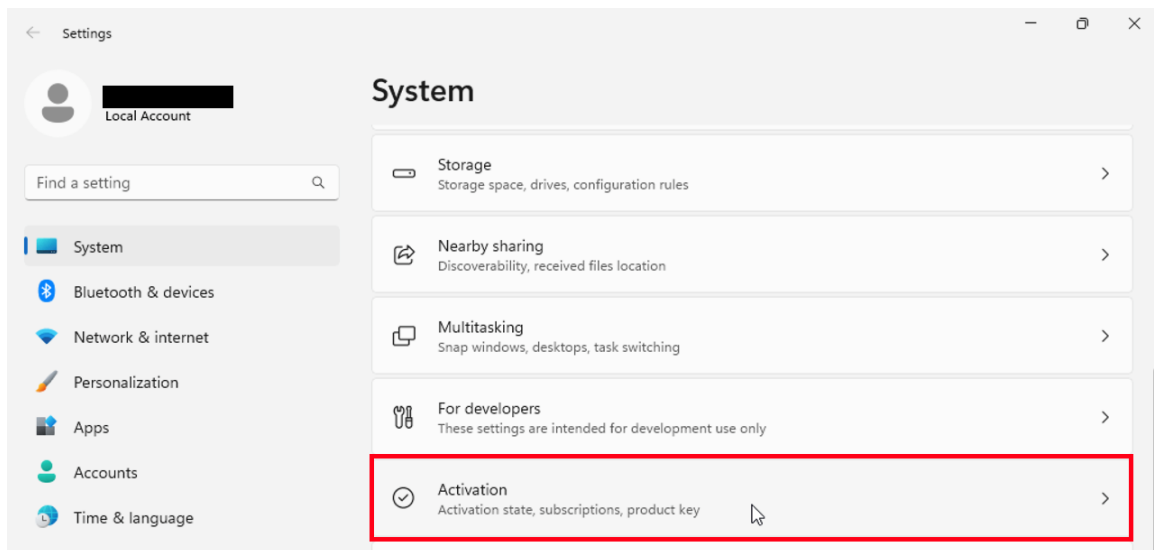 Settings
Local Account
Find a setting
System
Bluetooth & devices
Network & internet
Personalization
Apps
Accounts
Time & language
System
Storage
Storage space, drives, configuration rules
Nearby sharing
Discoverability, received files location
Multitasking
Snap windows, desktops, task switching
For developers
These settings are intended for development use only
Activation
Activation state, subscriptions, product key